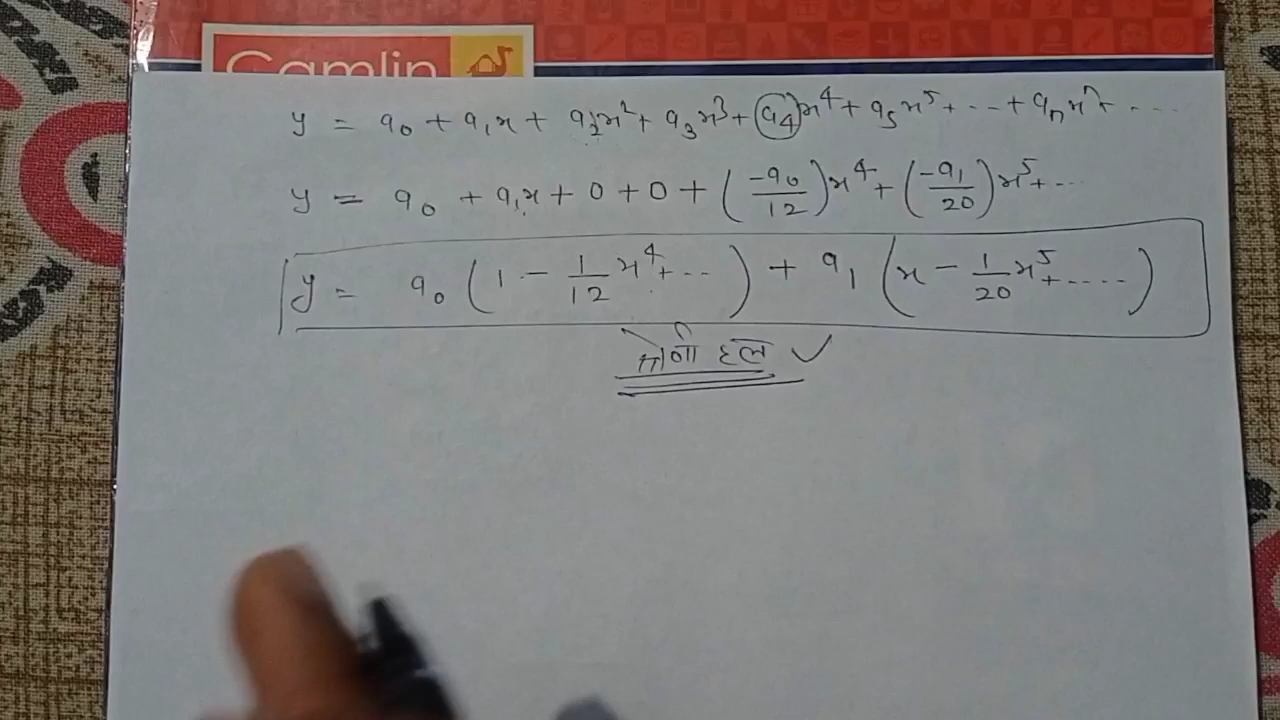 Camlin
y = a₀ + a₁x + a₂x² + a₃x³ + a₄x⁴ + a₅x⁵ + -- + aₙxⁿ + ----
y = a₀ + a₁x + 0 + 0 + (-a₀/12)x⁴ + (-a₁/20)x⁵ + --
y = a₀ (1 - 1/12 x⁴ + --) + a₁ (x - 1/20 x⁵ + ----)
श्रेणी हल ✓